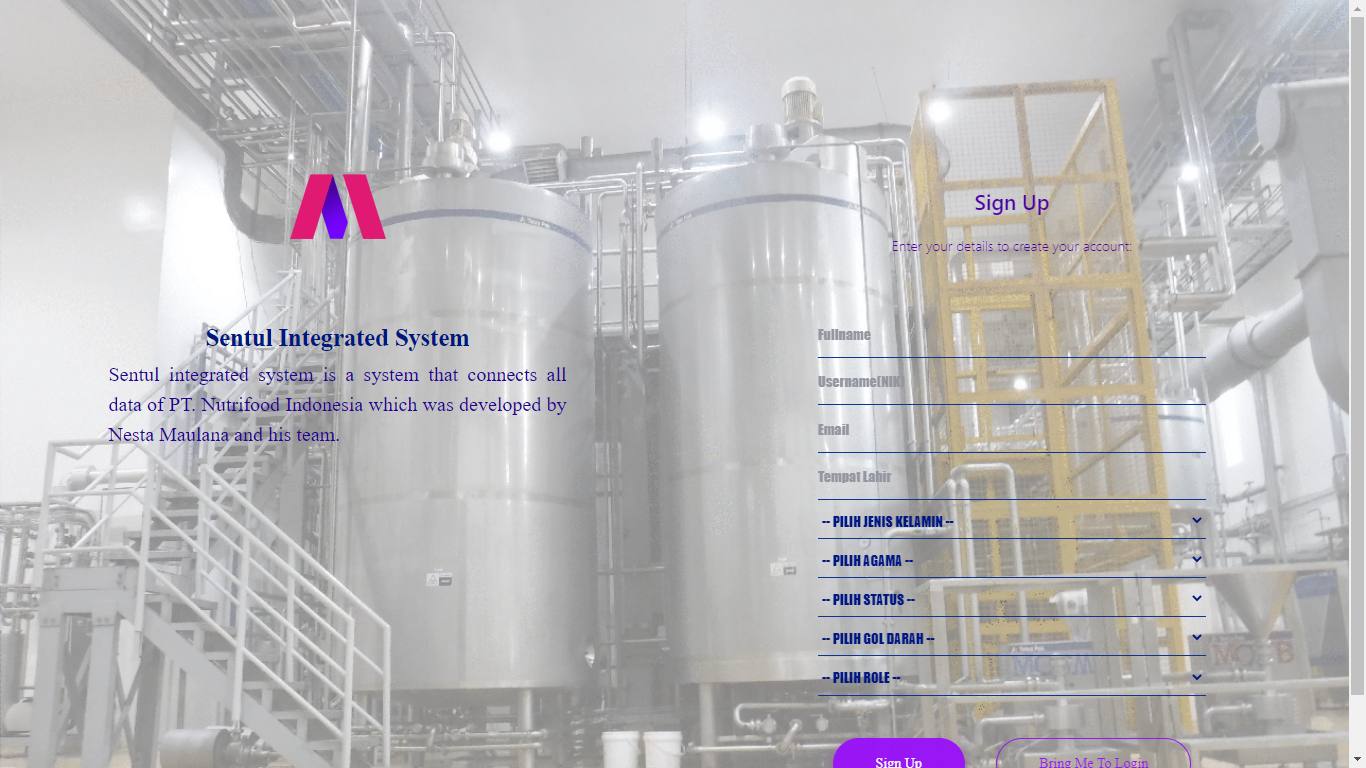 Sentul Integrated System
Sentul integrated system is a system that connects all
data of PT. Nutrifood Indonesia which was developed by
Nesta Maulana and his team.
Sign Up
Enter your details to create your account:
Fullname
Username(NIK)
Email
Tempat Lahir
-- PILIH JENIS KELAMIN --
-- PILIH AGAMA --
-- PILIH STATUS --
-- PILIH GOL DARAH --
-- PILIH ROLE --
Sign Up
Bring Me To Login